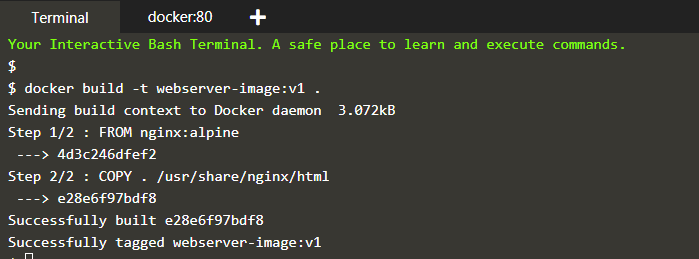 Terminal docker:80 +
Your Interactive Bash Terminal. A safe place to learn and execute commands.
$
$ docker build -t webserver-image:v1 .
Sending build context to Docker daemon  3.072kB
Step 1/2 : FROM nginx:alpine
 ---> 4d3c246dfef2
Step 2/2 : COPY . /usr/share/nginx/html
 ---> e28e6f97bdf8
Successfully built e28e6f97bdf8
Successfully tagged webserver-image:v1
$